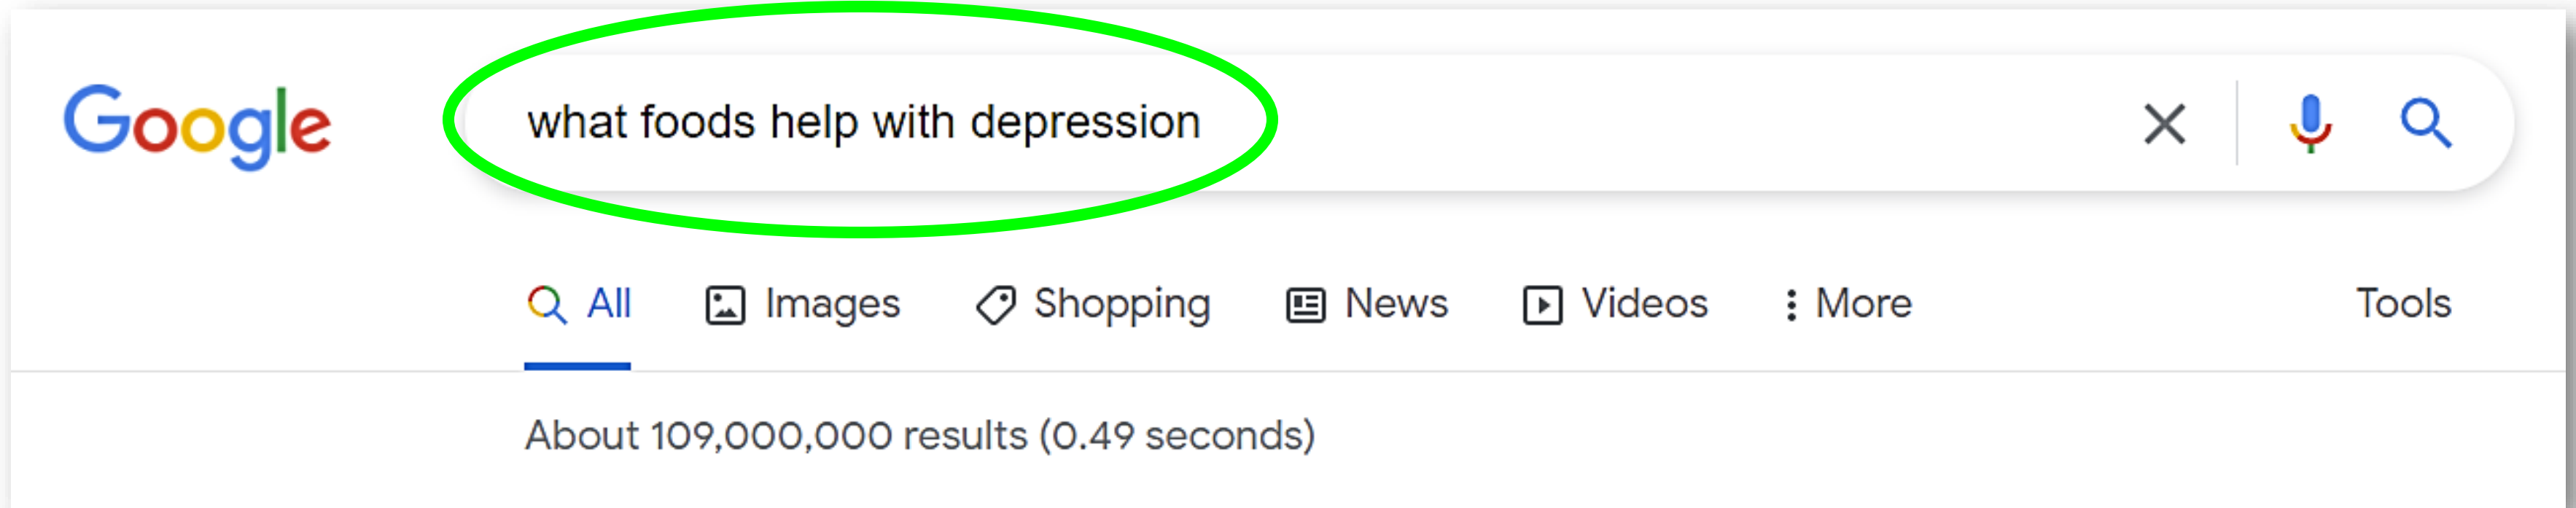 Google what foods help with depression
All Images Shopping News Videos More Tools
About 109,000,000 results (0.49 seconds)